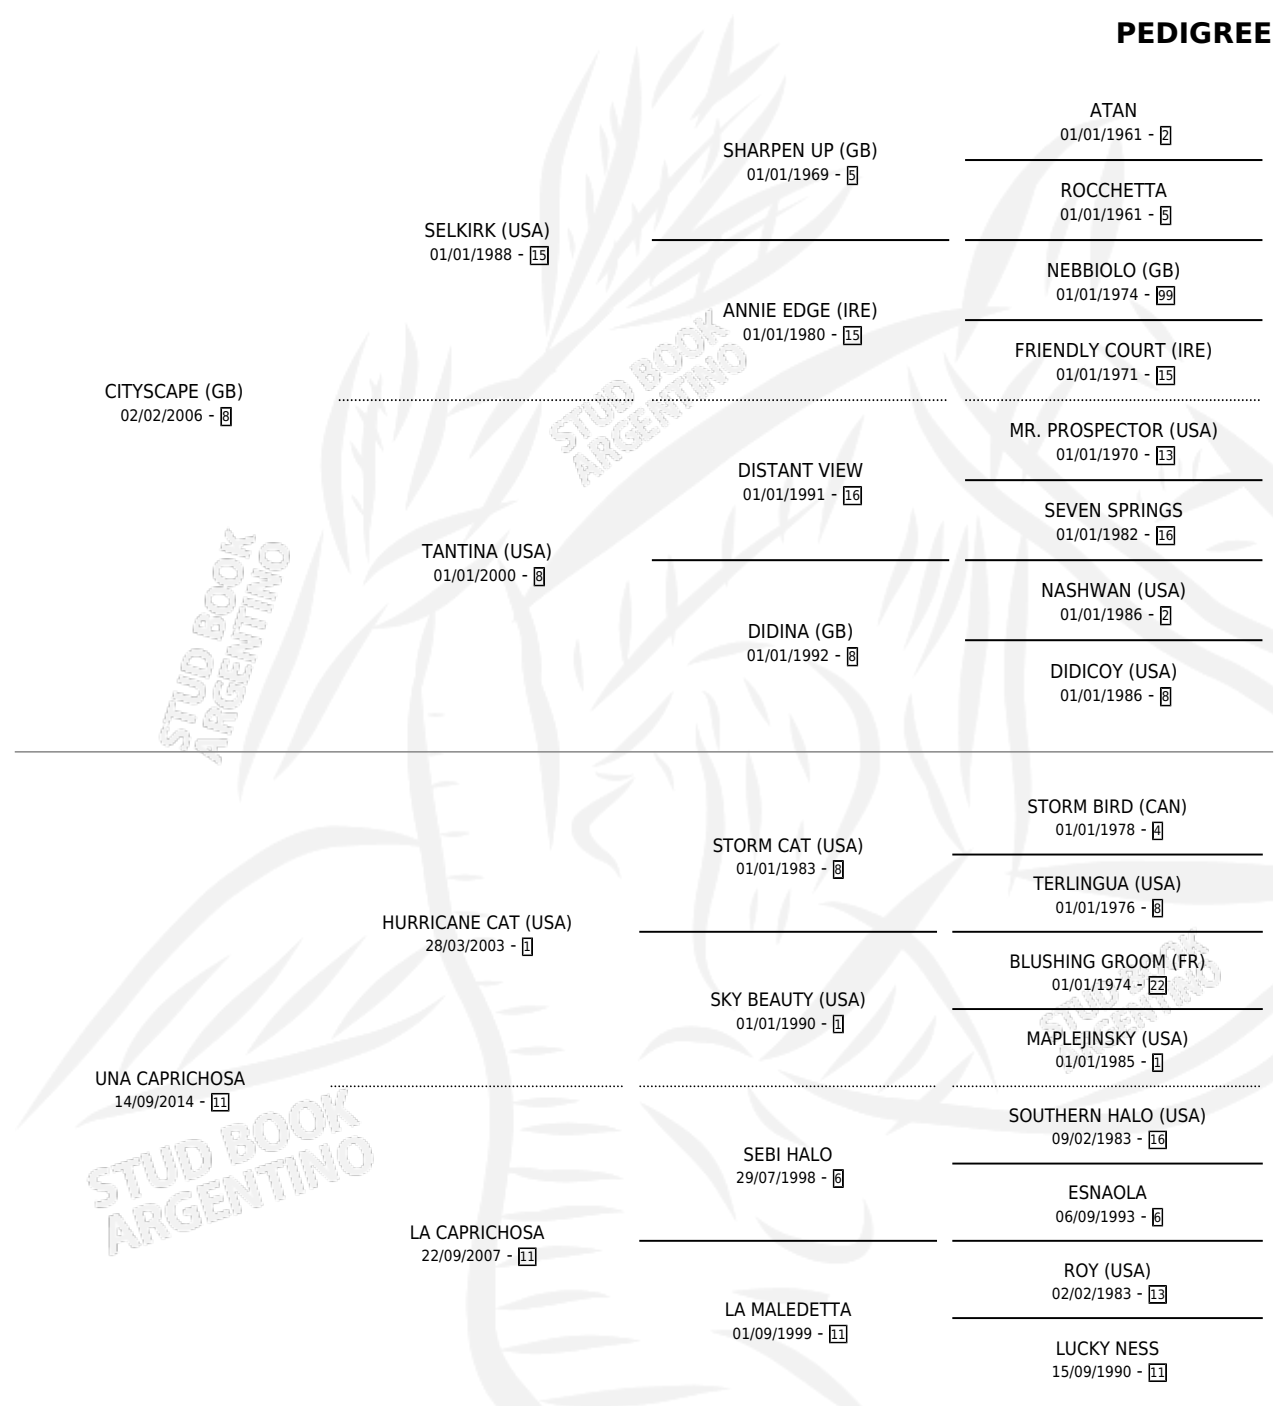 PEDIGREE
ATAN
01/01/1961 - 2
SHARPEN UP (GB)
01/01/1969 - 5
ROCCHETTA
01/01/1961 - 5
SELKIRK (USA)
01/01/1988 - 15
NEBBIOLO (GB)
01/01/1974 - 99
ANNIE EDGE (IRE)
01/01/1980 - 15
FRIENDLY COURT (IRE)
01/01/1971 - 15
CITYSCAPE (GB)
02/02/2006 - 8
STUD BOOK
ARGENTINO
MR. PROSPECTOR (USA)
01/01/1970 - 13
DISTANT VIEW
01/01/1991 - 16
SEVEN SPRINGS
01/01/1982 - 16
TANTINA (USA)
01/01/2000 - 8
NASHWAN (USA)
01/01/1986 - 2
DIDINA (GB)
01/01/1992 - 8
DIDICOY (USA)
01/01/1986 - 8
STUD BOOK
ARGENTINO
STORM BIRD (CAN)
01/01/1978 - 4
STORM CAT (USA)
01/01/1983 - 8
TERLINGUA (USA)
01/01/1976 - 8
HURRICANE CAT (USA)
28/03/2003 - 1
BLUSHING GROOM (FR)
01/01/1974 - 22
SKY BEAUTY (USA)
01/01/1990 - 1
STUD BOOK
ARGENTINO
MAPLEJINSKY (USA)
01/01/1985 - 1
UNA CAPRICHOSA
14/09/2014 - 11
SOUTHERN HALO (USA)
09/02/1983 - 16
SEBI HALO
29/07/1998 - 6
STUD BOOK
ARGENTINO
ESNAOLA
06/09/1993 - 6
LA CAPRICHOSA
22/09/2007 - 11
ROY (USA)
02/02/1983 - 13
LA MALEDETTA
01/09/1999 - 11
LUCKY NESS
15/09/1990 - 11